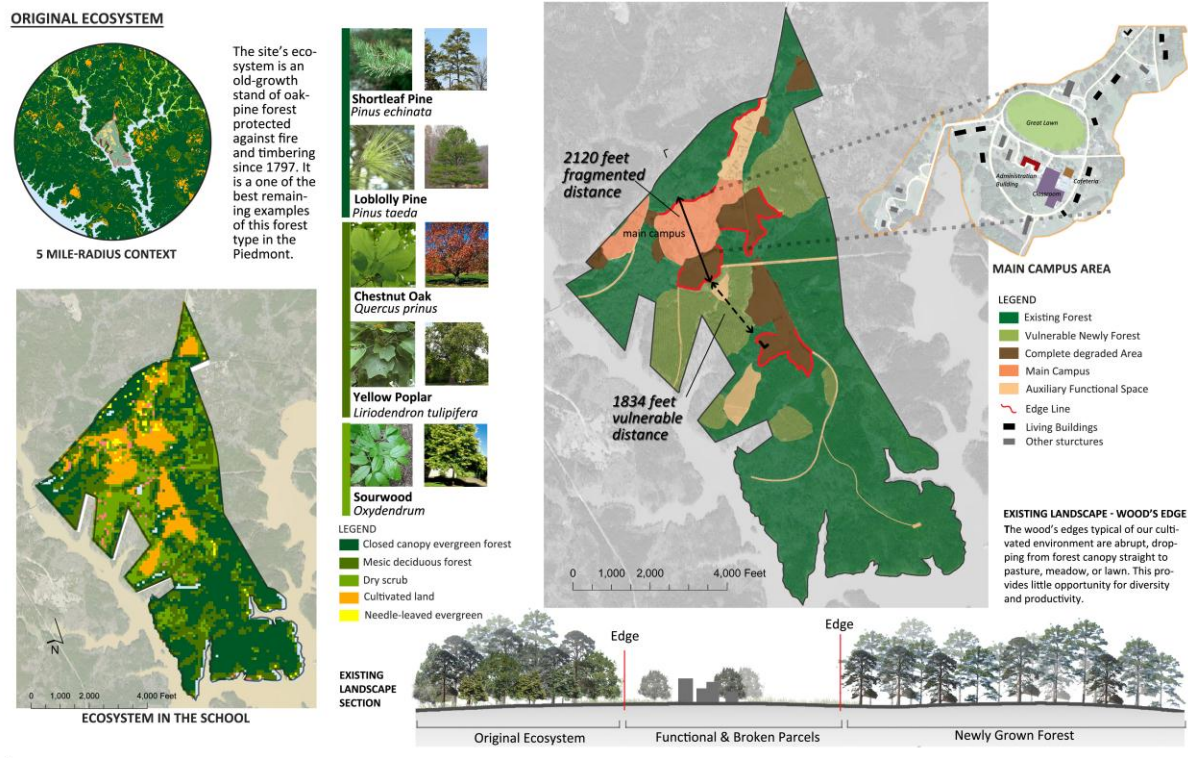 ORIGINAL ECOSYSTEM
The site's eco-
system is an
old-growth
stand of oak-
pine forest
protected
against fire
and timbering
since 1797. It
is a one of the
best remain-
ing examples
of this forest
type in the
Piedmont.
5 MILE-RADIUS CONTEXT
N
0 1,000 2,000 4,000 Feet
ECOSYSTEM IN THE SCHOOL
Shortleaf Pine
Pinus echinata
Loblolly Pine
Pinus taeda
Chestnut Oak
Quercus prinus
Yellow Poplar
Liriodendron tulipifera
Sourwood
Oxydendrum
LEGEND
Closed canopy evergreen forest
Mesic deciduous forest
Dry scrub
Cultivated land
Needle-leaved evergreen
2120 feet
fragmented
distance
main campus
1834 feet
vulnerable
distance
0 1,000 2,000 4,000 Feet
Great Lawn
Administration
Building
Cafeteria
Classroom
MAIN CAMPUS AREA
LEGEND
Existing Forest
Vulnerable Newly Forest
Complete degraded Area
Main Campus
Auxiliary Functional Space
Edge Line
Living Buildings
Other sturctures
EXISTING LANDSCAPE - WOOD'S EDGE
The wood's edges typical of our culti-
vated environment are abrupt, drop-
ping from forest canopy straight to
pasture, meadow, or lawn. This pro-
vides little opportunity for diversity
and productivity.
EXISTING
LANDSCAPE
SECTION
Edge
Edge
Original Ecosystem
Functional & Broken Parcels
Newly Grown Forest